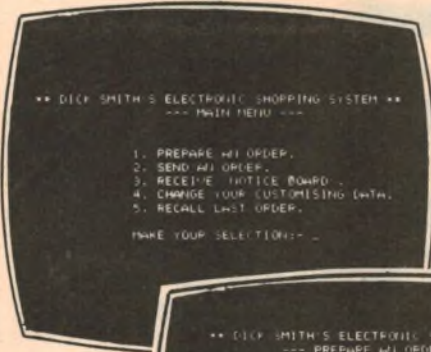 ** DICK SMITH'S ELECTRONIC SHOPPING SYSTEM **
--- MAIN MENU ---
1. PREPARE AN ORDER.
2. SEND AN ORDER.
3. RECEIVE 'NOTICE BOARD'.
4. CHANGE YOUR CUSTOMISING DATA.
5. RECALL LAST ORDER.
MAKE YOUR SELECTION:- _
** DICK SMITH'S ELECTRONIC
--- PREPARE AN ORD